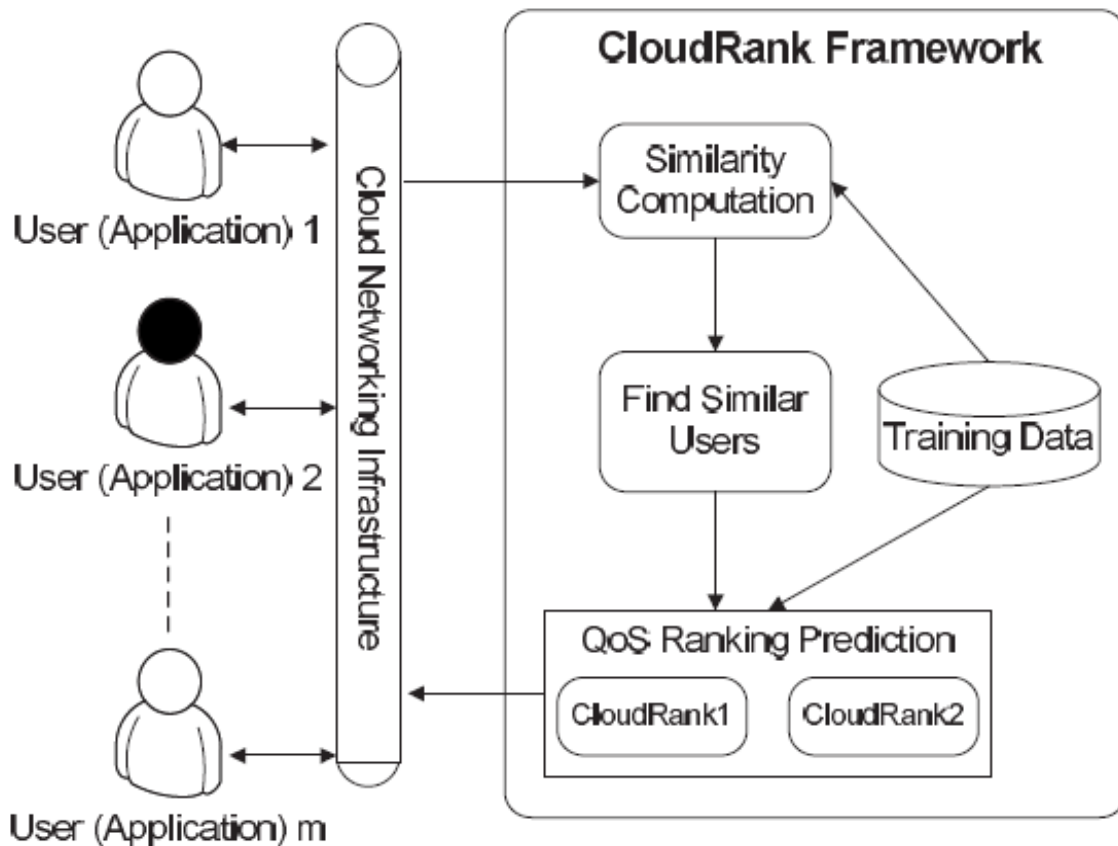 CloudRank Framework
User (Application) 1
User (Application) 2
User (Application) m
Cloud Networking Infrastructure
Similarity
Computation
Find Similar
Users
Training Data
QoS Ranking Prediction
CloudRank1
CloudRank2